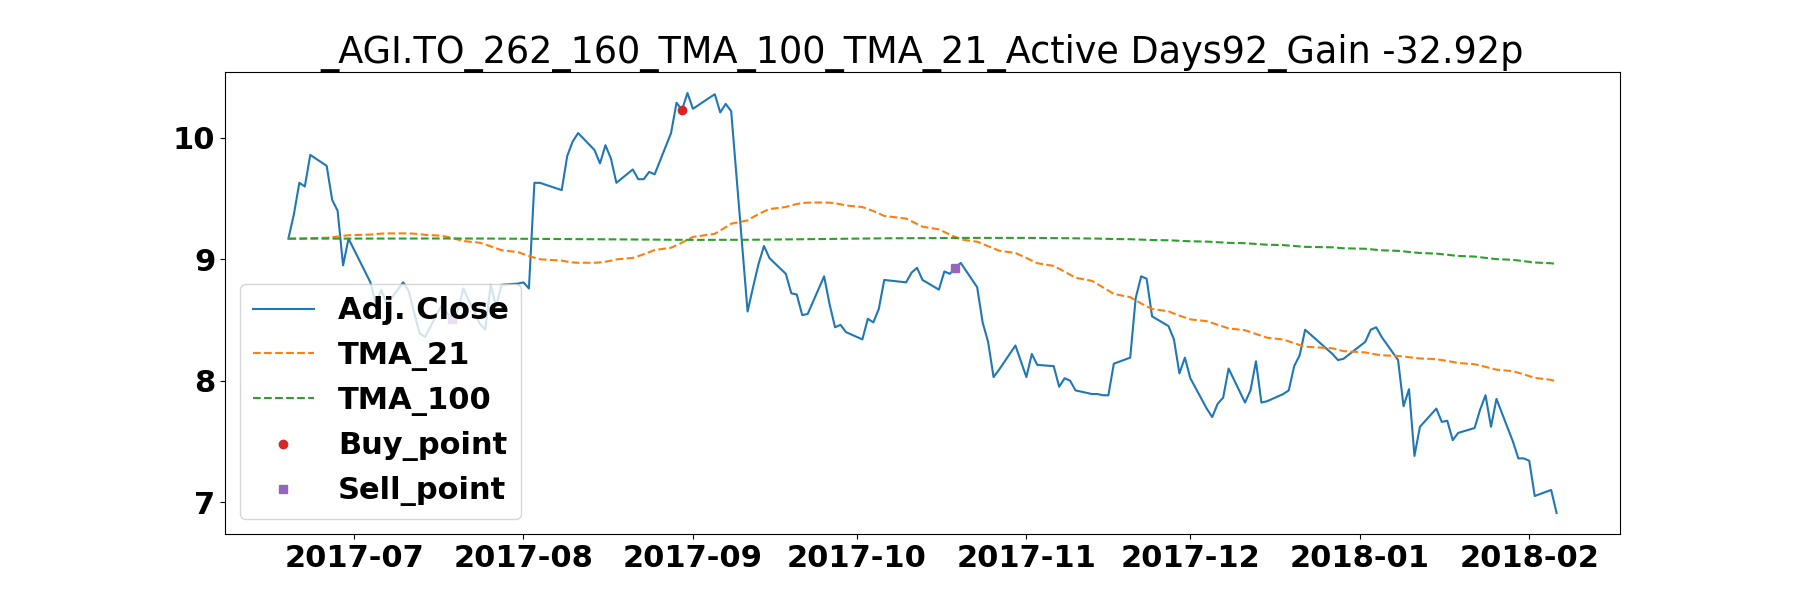 _AGI.TO_262_160_TMA_100_TMA_21_Active Days92_Gain -32.92p
10
9
8
7
Adj. Close
TMA_21
TMA_100
Buy_point
Sell_point
2017-07 2017-08 2017-09 2017-10 2017-11 2017-12 2018-01 2018-02